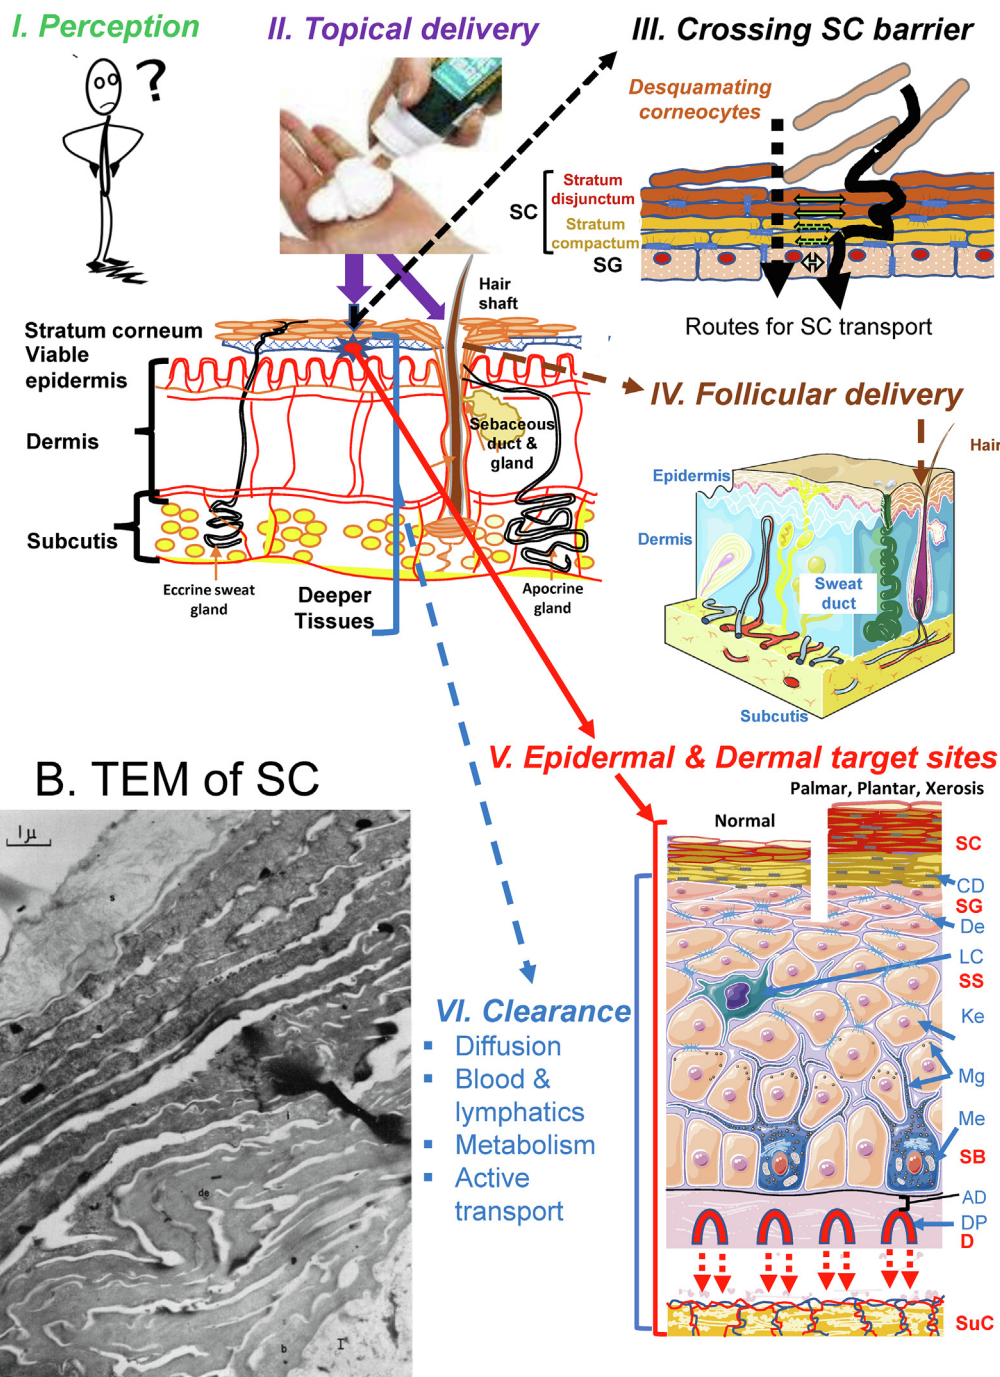 I. Perception
II. Topical delivery
III. Crossing SC barrier
?
Desquamating
corneocytes
Stratum
disjunctum
SC
Stratum
compactum
SG
Routes for SC transport
Hair
shaft
Stratum corneum
Viable
epidermis
Dermis
Sebaceous
duct &
gland
Subcutis
Eccrine sweat
gland
Deeper
Tissues
Apocrine
gland
IV. Follicular delivery
Hair
Epidermis
Dermis
Sweat
duct
Subcutis
V. Epidermal & Dermal target sites
Palmar, Plantar, Xerosis
Normal
SC
CD
SG
De
LC
SS
Ke
Mg
Me
SB
AD
DP
D
SuC
VI. Clearance
▪ Diffusion
▪ Blood &
lymphatics
▪ Metabolism
▪ Active
transport
B. TEM of SC
1μ
s
i
de
b
I